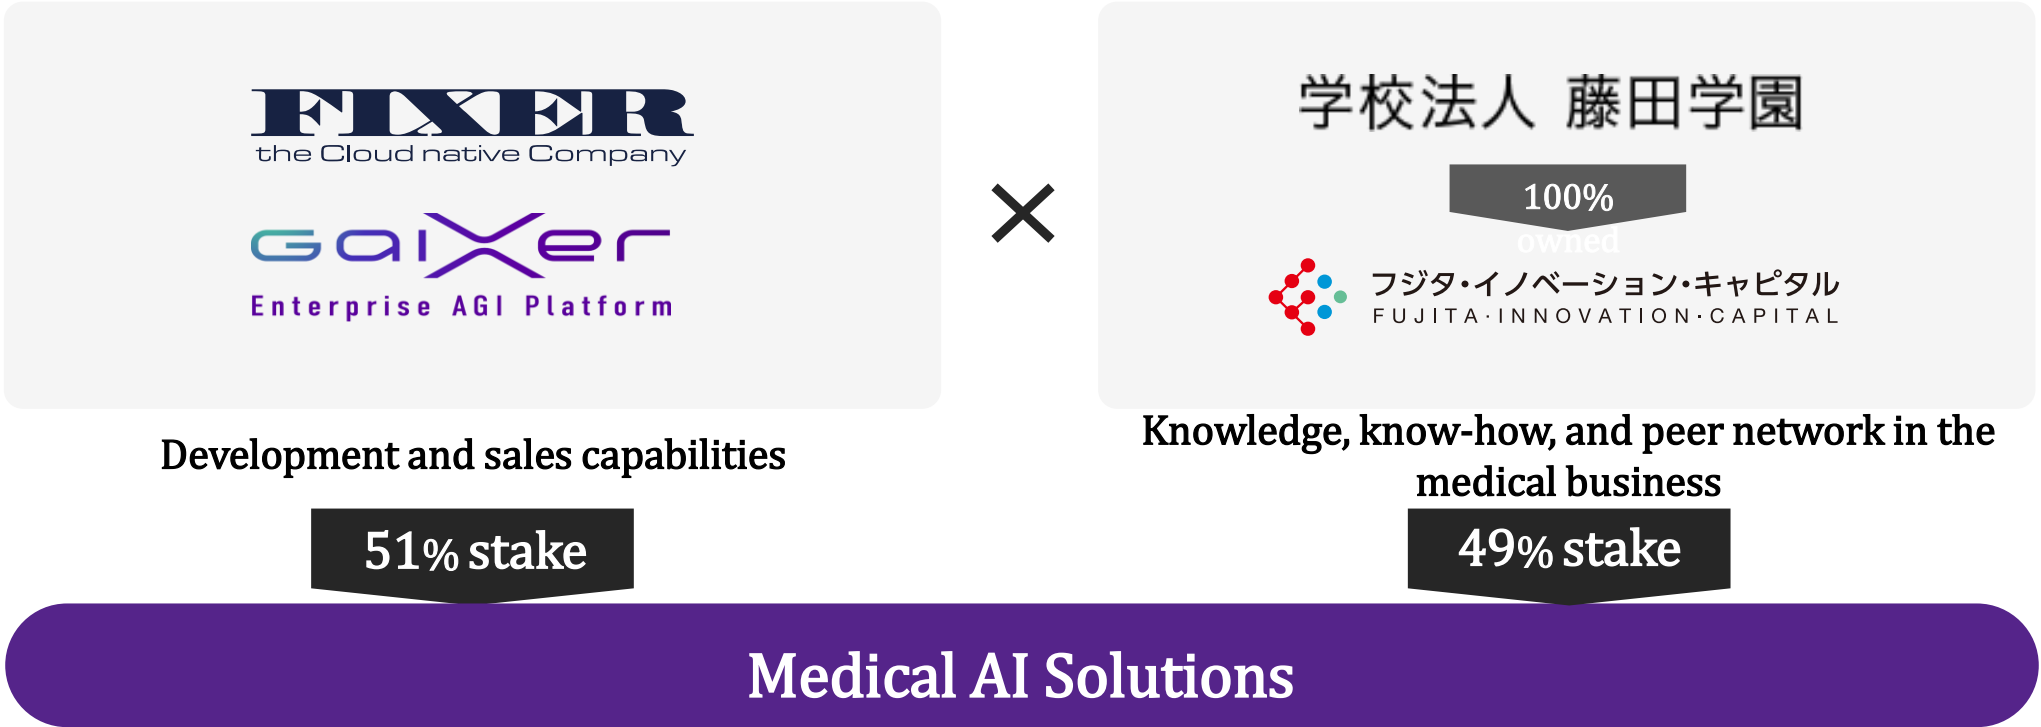 FIXER
the Cloud native Company
GaiXer
Enterprise AGI Platform
Development and sales capabilities
51% stake
×
学校法人 藤田学園
100%
owned
フジタ・イノベーション・キャピタル
FUJITA·INNOVATION·CAPITAL
Knowledge, know-how, and peer network in the
medical business
49% stake
Medical AI Solutions